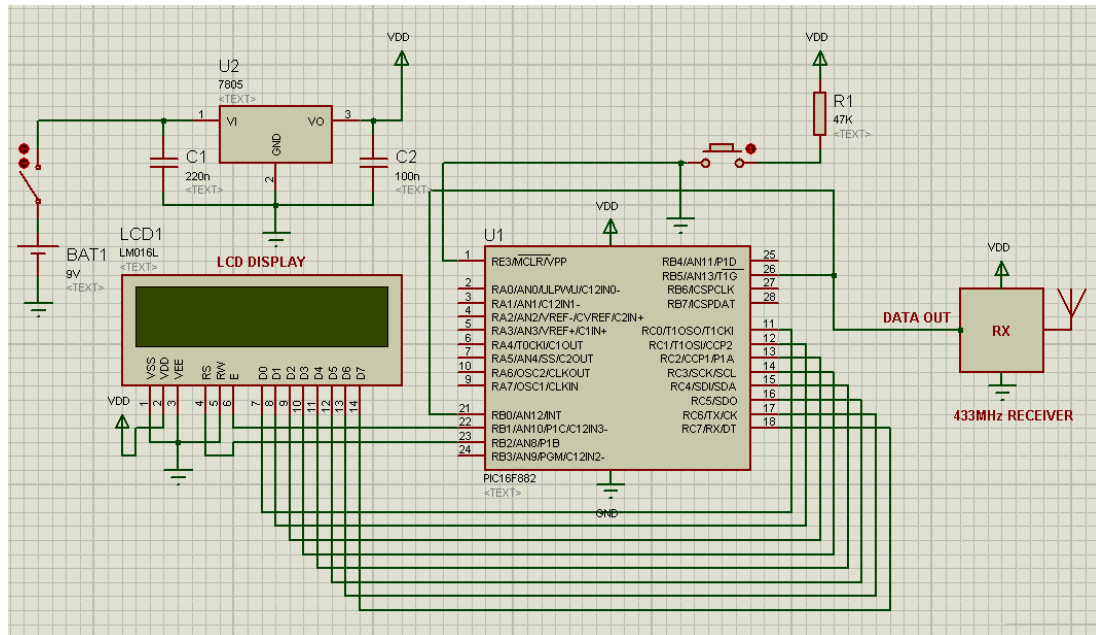 VDD
U2
7805
<TEXT>
1
VI
VO
3
GND
2
C1
220n
<TEXT>
C2
100n
<TEXT>
BAT1
9V
<TEXT>
VDD
R1
47K
<TEXT>
LCD1
LM016L
<TEXT>
LCD DISPLAY
VSS
VDD
VEE
RS
RW
E
D0
D1
D2
D3
D4
D5
D6
D7
1
2
3
4
5
6
7
8
9
10
11
12
13
14
VDD
VDD
U1
1 RE3/MCLR/VPP
2 RA0/AN0/ULPWU/C12IN0-
3 RA1/AN1/C12IN1-
4 RA2/AN2/VREF-/CVREF/C2IN+
5 RA3/AN3/VREF+/C1IN+
6 RA4/T0CKI/C1OUT
7 RA5/AN4/SS/C2OUT
10 RA6/OSC2/CLKOUT
9 RA7/OSC1/CLKIN
21 RB0/AN12/INT
22 RB1/AN10/P1C/C12IN3-
23 RB2/AN8/P1B
24 RB3/AN9/PGM/C12IN2-
RB4/AN11/P1D 25
RB5/AN13/T1G 26
RB6/ICSPCLK 27
RB7/ICSPDAT 28
RC0/T1OSO/T1CKI 11
RC1/T1OSI/CCP2 12
RC2/CCP1/P1A 13
RC3/SCK/SCL 14
RC4/SDI/SDA 15
RC5/SDO 16
RC6/TX/CK 17
RC7/RX/DT 18
PIC16F882
<TEXT>
GND
VDD
DATA OUT
RX
433MHz RECEIVER